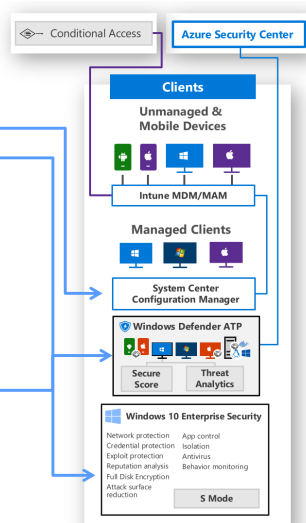 Conditional Access
Azure Security Center
Clients
Unmanaged &
Mobile Devices
Intune MDM/MAM
Managed Clients
System Center
Configuration Manager
Windows Defender ATP
Secure
Score
Threat
Analytics
Windows 10 Enterprise Security
Network protection
Credential protection
Exploit protection
Reputation analysis
Full Disk Encryption
Attack surface
reduction
App control
Isolation
Antivirus
Behavior monitoring
S Mode